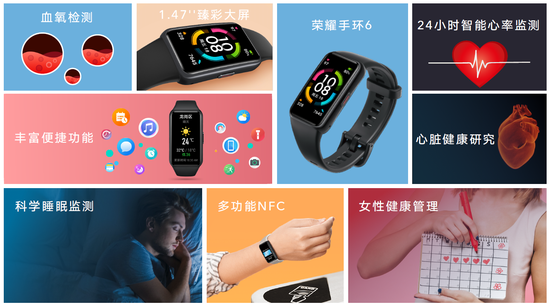 血氧检测
1.47''臻彩大屏
荣耀手环6
24小时智能心率监测
丰富便捷功能
心脏健康研究
科学睡眠监测
多功能NFC
女性健康管理
08
08